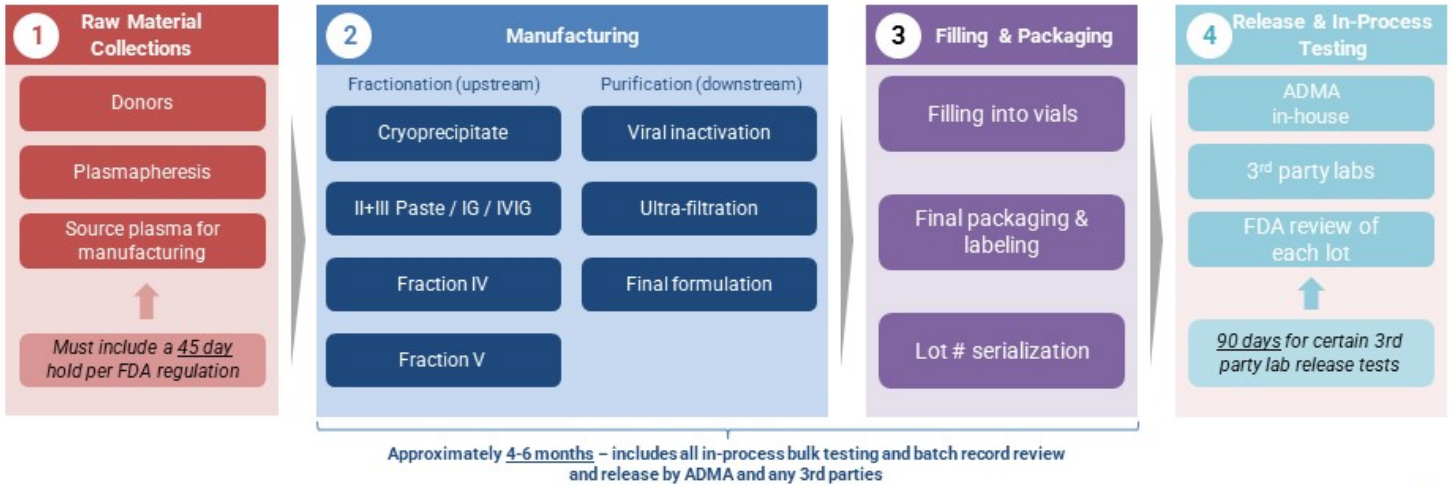 1
Raw Material
Collections
Donors
Plasmapheresis
Source plasma for
manufacturing
Must include a 45 day
hold per FDA regulation
2
Manufacturing
Fractionation (upstream)
Cryoprecipitate
II+III Paste / IG / IVIG
Fraction IV
Fraction V
Purification (downstream)
Viral inactivation
Ultra-filtration
Final formulation
3
Filling & Packaging
Filling into vials
Final packaging &
labeling
Lot # serialization
4
Release & In-Process
Testing
ADMA
in-house
3rd party labs
FDA review of
each lot
90 days for certain 3rd
party lab release tests
Approximately 4-6 months – includes all in-process bulk testing and batch record review
and release by ADMA and any 3rd parties